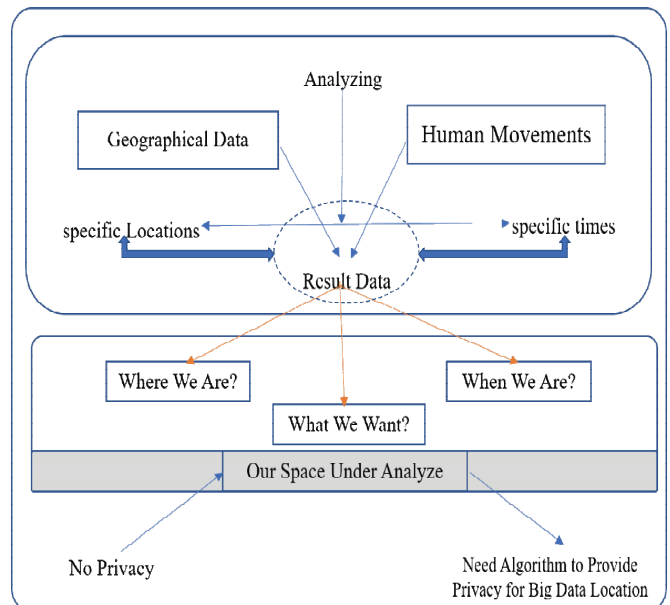 Analyzing
Geographical Data
Human Movements
specific Locations
specific times
Result Data
Where We Are?
When We Are?
What We Want?
Our Space Under Analyze
No Privacy
Need Algorithm to Provide
Privacy for Big Data Location